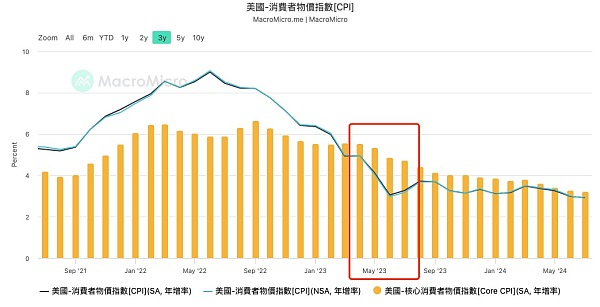 美國-消費者物價指數[CPI]
MacroMicro.me | MacroMicro
Zoom All 6m YTD 1y 2y 3y 5y 10y
MacroMicro
Percent
10
8
6
4
2
0
Sep '21 Jan '22 May '22 Sep '22 Jan '23 May '23 Sep '23 Jan '24 May '24
美國-消費者物價指數[CPI](SA, 年增率) 美國-消費者物價指數[CPI](NSA, 年增率) 美國-核心消費者物價指數[Core CPI](SA, 年增率)